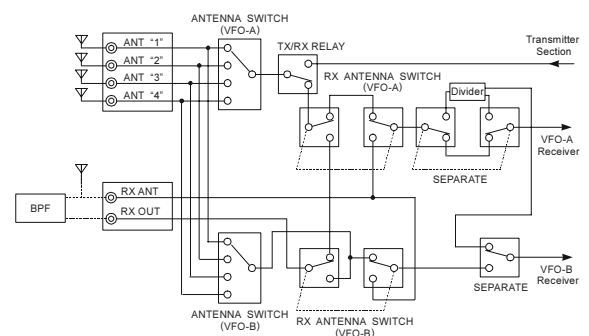 ANTENNA SWITCH
(VFO-A)
TX/RX RELAY
Transmitter
Section
ANT "1"
ANT "2"
ANT "3"
ANT "4"
RX ANTENNA SWITCH
(VFO-A)
Divider
VFO-A
Receiver
SEPARATE
RX ANT
RX OUT
BPF
VFO-B
Receiver
SEPARATE
ANTENNA SWITCH
(VFO-B)
RX ANTENNA SWITCH
(VFO-B)